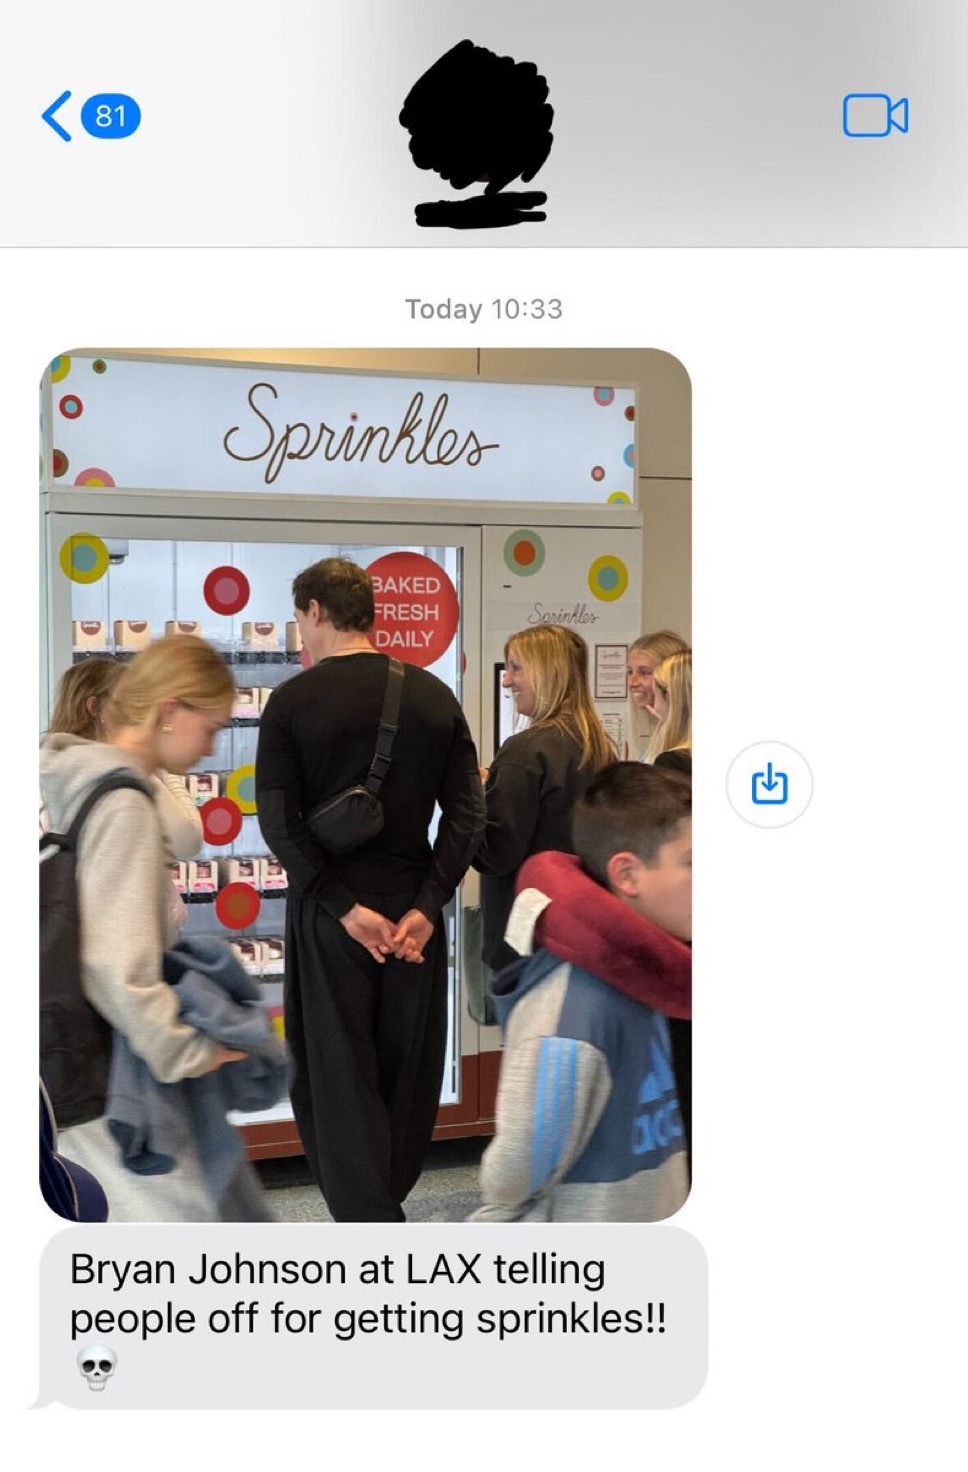 81
Today 10:33
Sprinkles
BAKED
FRESH
DAILY
Sprinkles
adi
Bryan Johnson at LAX telling
people off for getting sprinkles!!
💀